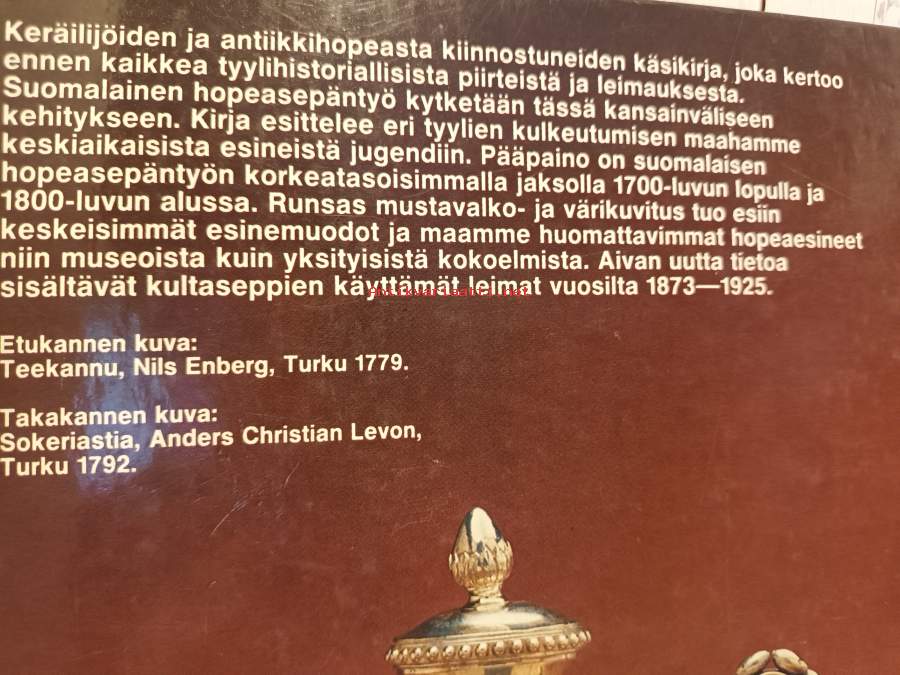 Keräilijöiden ja antiikkihopeasta kiinnostuneiden käsikirja, joka kertoo
ennen kaikkea tyylihistoriallisista piirteistä ja leimauksesta.
Suomalainen hopeasepäntyö kytketään tässä kansainväliseen
kehitykseen. Kirja esittelee eri tyylien kulkeutumisen maahamme
keskiaikaisista esineistä jugendiin. Pääpaino on suomalaisen
hopeasepäntyön korkeatasoisimmalla jaksolla 1700-luvun lopulla ja
1800-luvun alussa. Runsas mustavalko- ja värikuvitus tuo esiin
keskeisimmät esinemuodot ja maamme huomattavimmat hopeaesineet
niin museoista kuin yksityisistä kokoelmista. Aivan uutta tietoa
sisältävät kultaseppien käyttämät leimat vuosilta 1873—1925.
Antikvariaatti.net
Etukannen kuva:
Teekannu, Nils Enberg, Turku 1779.
Takakannen kuva:
Sokeriastia, Anders Christian Levon,
Turku 1792.